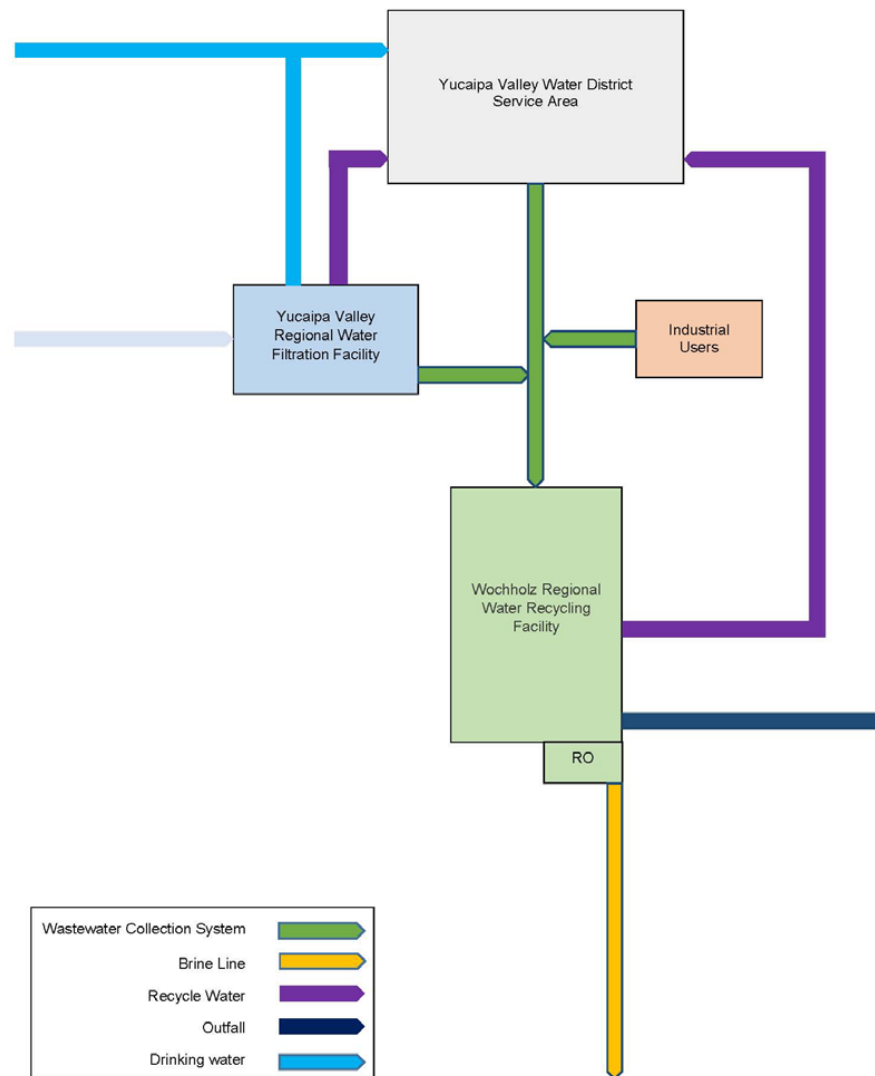 Yucaipa Valley Water District
Service Area
Yucaipa Valley
Regional Water
Filtration Facility
Industrial
Users
Wochholz Regional
Water Recycling
Facility
RO
Wastewater Collection System
Brine Line
Recycle Water
Outfall
Drinking water